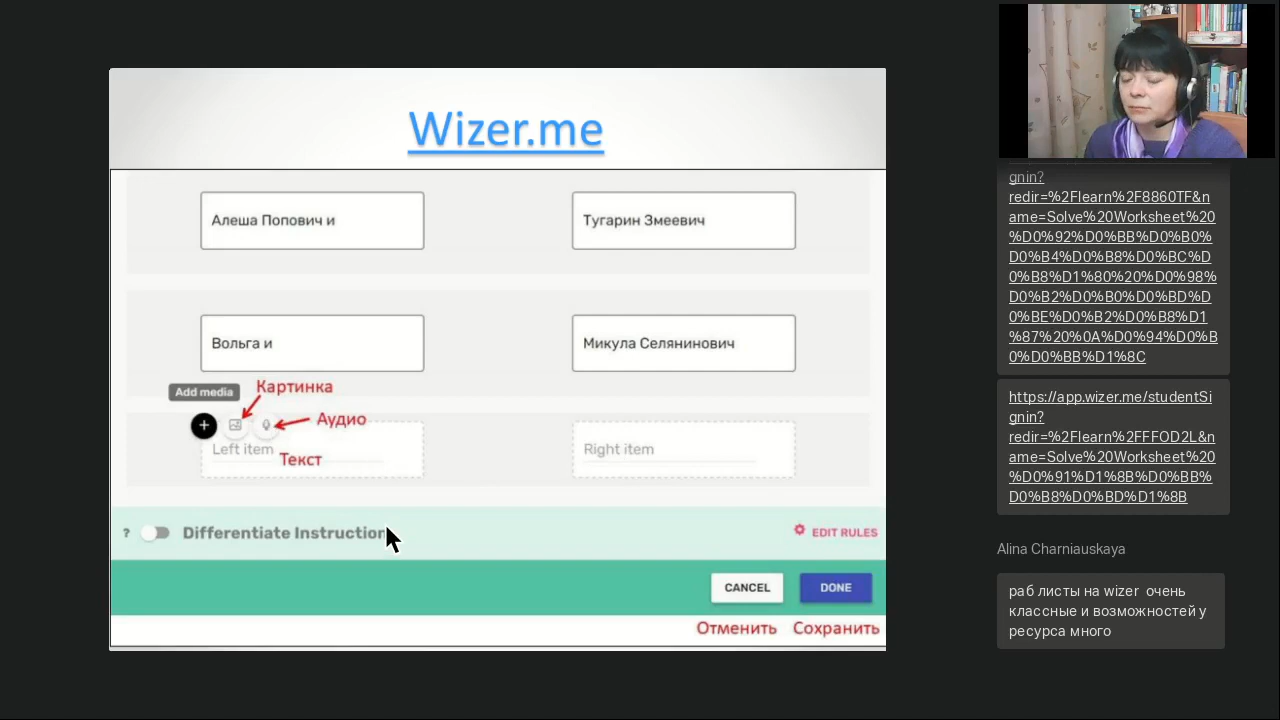 Wizer.me
Алеша Попович и
Тугарин Змеевич
Вольга и
Микула Селянинович
Add media
Картинка
Аудио
Left item
Текст
Right item
? Differentiate Instruction
EDIT RULES
CANCEL
DONE
Отменить
Сохранить
gnin?
redir=%2Flearn%2F8860TF&n
ame=Solve%20Worksheet%20
%D0%92%D0%BB%D0%B0%
D0%B4%D0%B8%D0%BC%D
0%B8%D1%80%20%D0%98%
D0%B2%D0%B0%D0%BD%D
0%BE%D0%B2%D0%B8%D1
%87%20%0A%D0%94%D0%B
0%D0%BB%D1%8C
https://app.wizer.me/studentSi
gnin?
redir=%2Flearn%2FFFOD2L&n
ame=Solve%20Worksheet%20
%D0%91%D1%8B%D0%BB%
D0%B8%D0%BD%D1%8B
Alina Charniauskaya
раб листы на wizer очень
классные и возможностей у
ресурса много